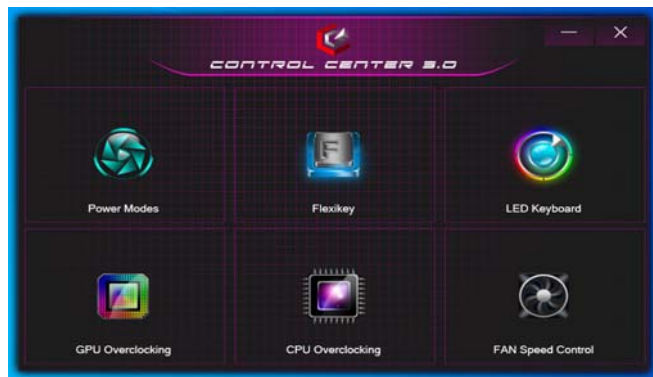 CONTROL CENTER 3.0
Power Modes
Flexikey
LED Keyboard
GPU Overclocking
CPU Overclocking
FAN Speed Control